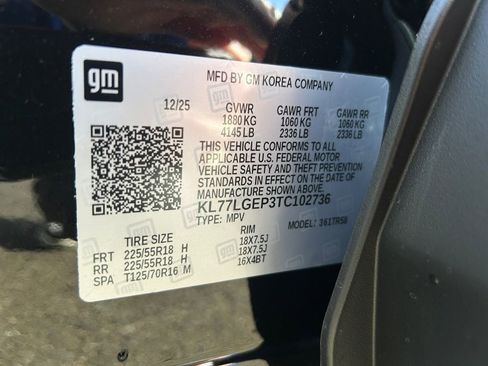 gm
MFD BY GM KOREA COMPANY
12/25 GVWR GAWR FRT GAWR RR
1880 KG 1060 KG 1060 KG
4145 LB 2336 LB 2336 LB
THIS VEHICLE CONFORMS TO ALL
APPLICABLE U.S. FEDERAL MOTOR
VEHICLE SAFETY AND THEFT PREVENTION
STANDARDS IN EFFECT ON THE DATE OF
MANUFACTURE SHOWN ABOVE.
KL77LGEP3TC102736
TYPE: MPV MODEL: 361TR58
TIRE SIZE RIM
FRT 225/55R18 H 18X7.5J
RR 225/55R18 H 18X7.5J
SPA T125/70R16 M 16X4BT